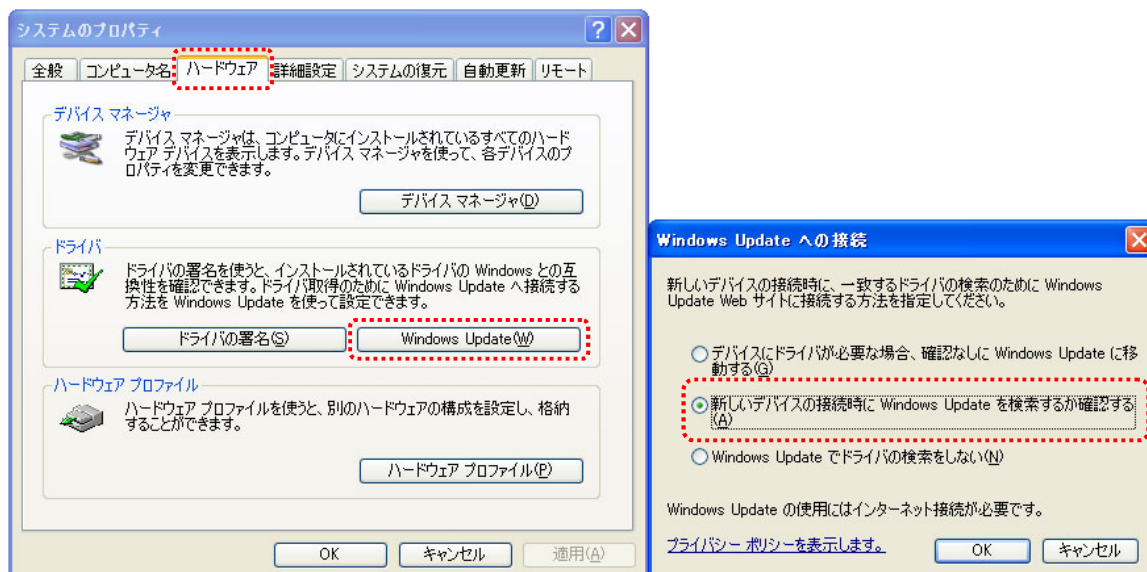 システムのプロパティ
全般 コンピュータ名 ハードウェア 詳細設定 システムの復元 自動更新 リモート
デバイス マネージャ
デバイス マネージャは、コンピュータにインストールされているすべてのハード
ウェア デバイスを表示します。デバイス マネージャを使って、各デバイスのプ
ロパティを変更できます。
デバイス マネージャ(D)
ドライバ
ドライバの署名を使うと、インストールされているドライバの Windows との互
換性を確認できます。ドライバ取得のために Windows Update へ接続する
方法を Windows Update を使って設定できます。
ドライバの署名(S) Windows Update(W)
ハードウェア プロファイル
ハードウェア プロファイルを使うと、別のハードウェアの構成を設定し、格納
することができます。
ハードウェア プロファイル(P)
OK キャンセル 適用(A)
Windows Update への接続
新しいデバイスの接続時に、一致するドライバの検索のために Windows
Update Web サイトに接続する方法を指定してください。
デバイスにドライバが必要な場合、確認なしに Windows Update に移
動する(G)
新しいデバイスの接続時に Windows Update を検索するか確認する
(A)
Windows Update でドライバの検索をしない(N)
Windows Update の使用にはインターネット接続が必要です。
プライバシー ポリシーを表示します。
OK キャンセル